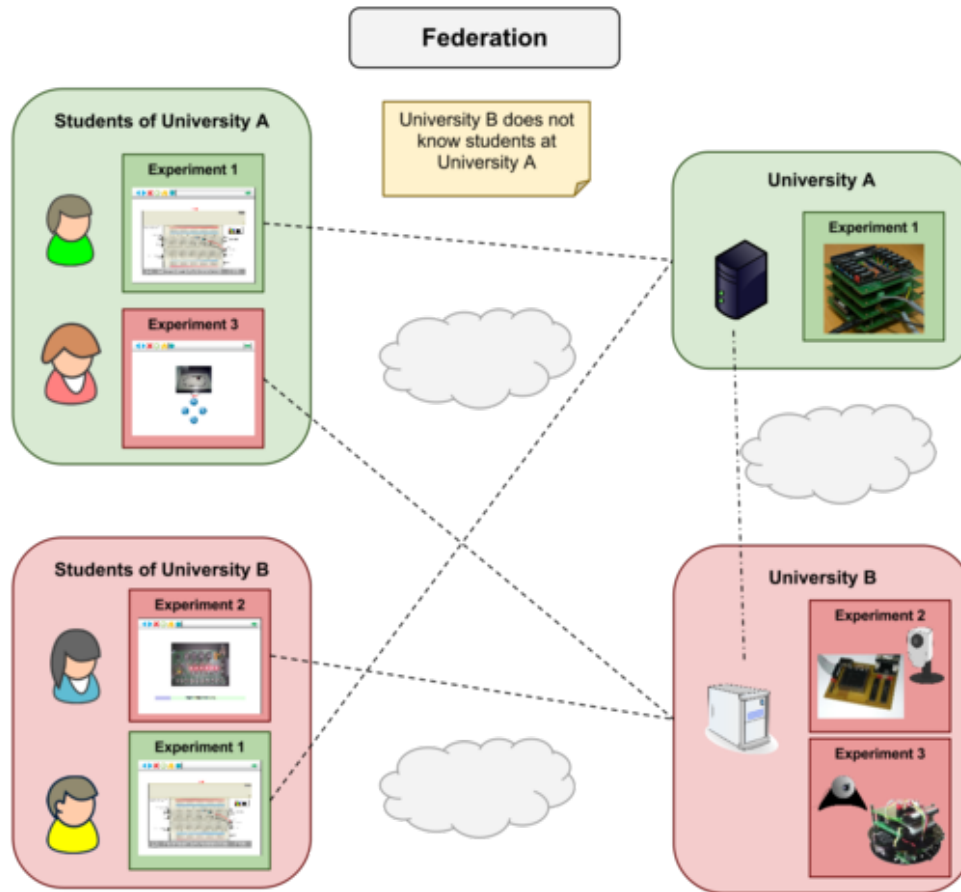 Federation
Students of University A
Experiment 1
Experiment 3
University B does not
know students at
University A
University A
Experiment 1
Students of University B
Experiment 2
Experiment 1
University B
Experiment 2
Experiment 3